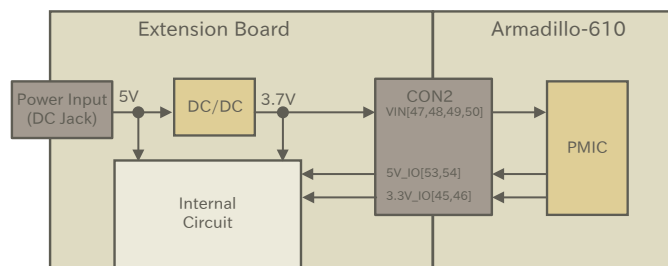 Extension Board
Armadillo-610
Power Input
(DC Jack)
5V
DC/DC
3.7V
CON2
VIN[47,48,49,50]
PMIC
5V_IO[53,54]
3.3V_IO[45,46]
Internal
Circuit